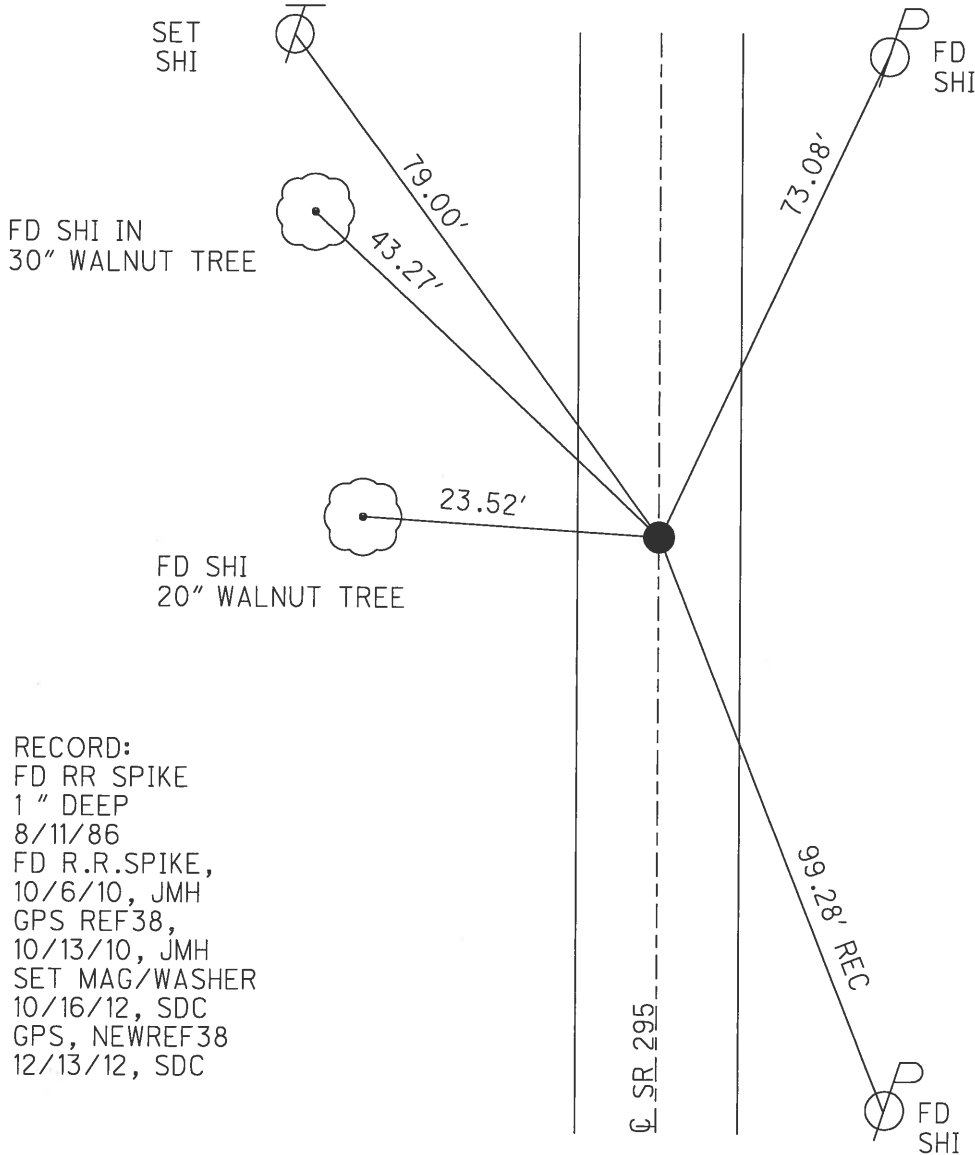 SET
SHI
FD
SHI
79.00'
73.08'
FD SHI IN
30" WALNUT TREE
43.27'
23.52'
FD SHI
20" WALNUT TREE
RECORD:
FD RR SPIKE
1 " DEEP
8/11/86
FD R.R.SPIKE,
10/6/10, JMH
GPS REF38,
10/13/10, JMH
SET MAG/WASHER
10/16/12, SDC
GPS, NEWREF38
12/13/12, SDC
99.28' REC
℄ SR 295
FD
SHI